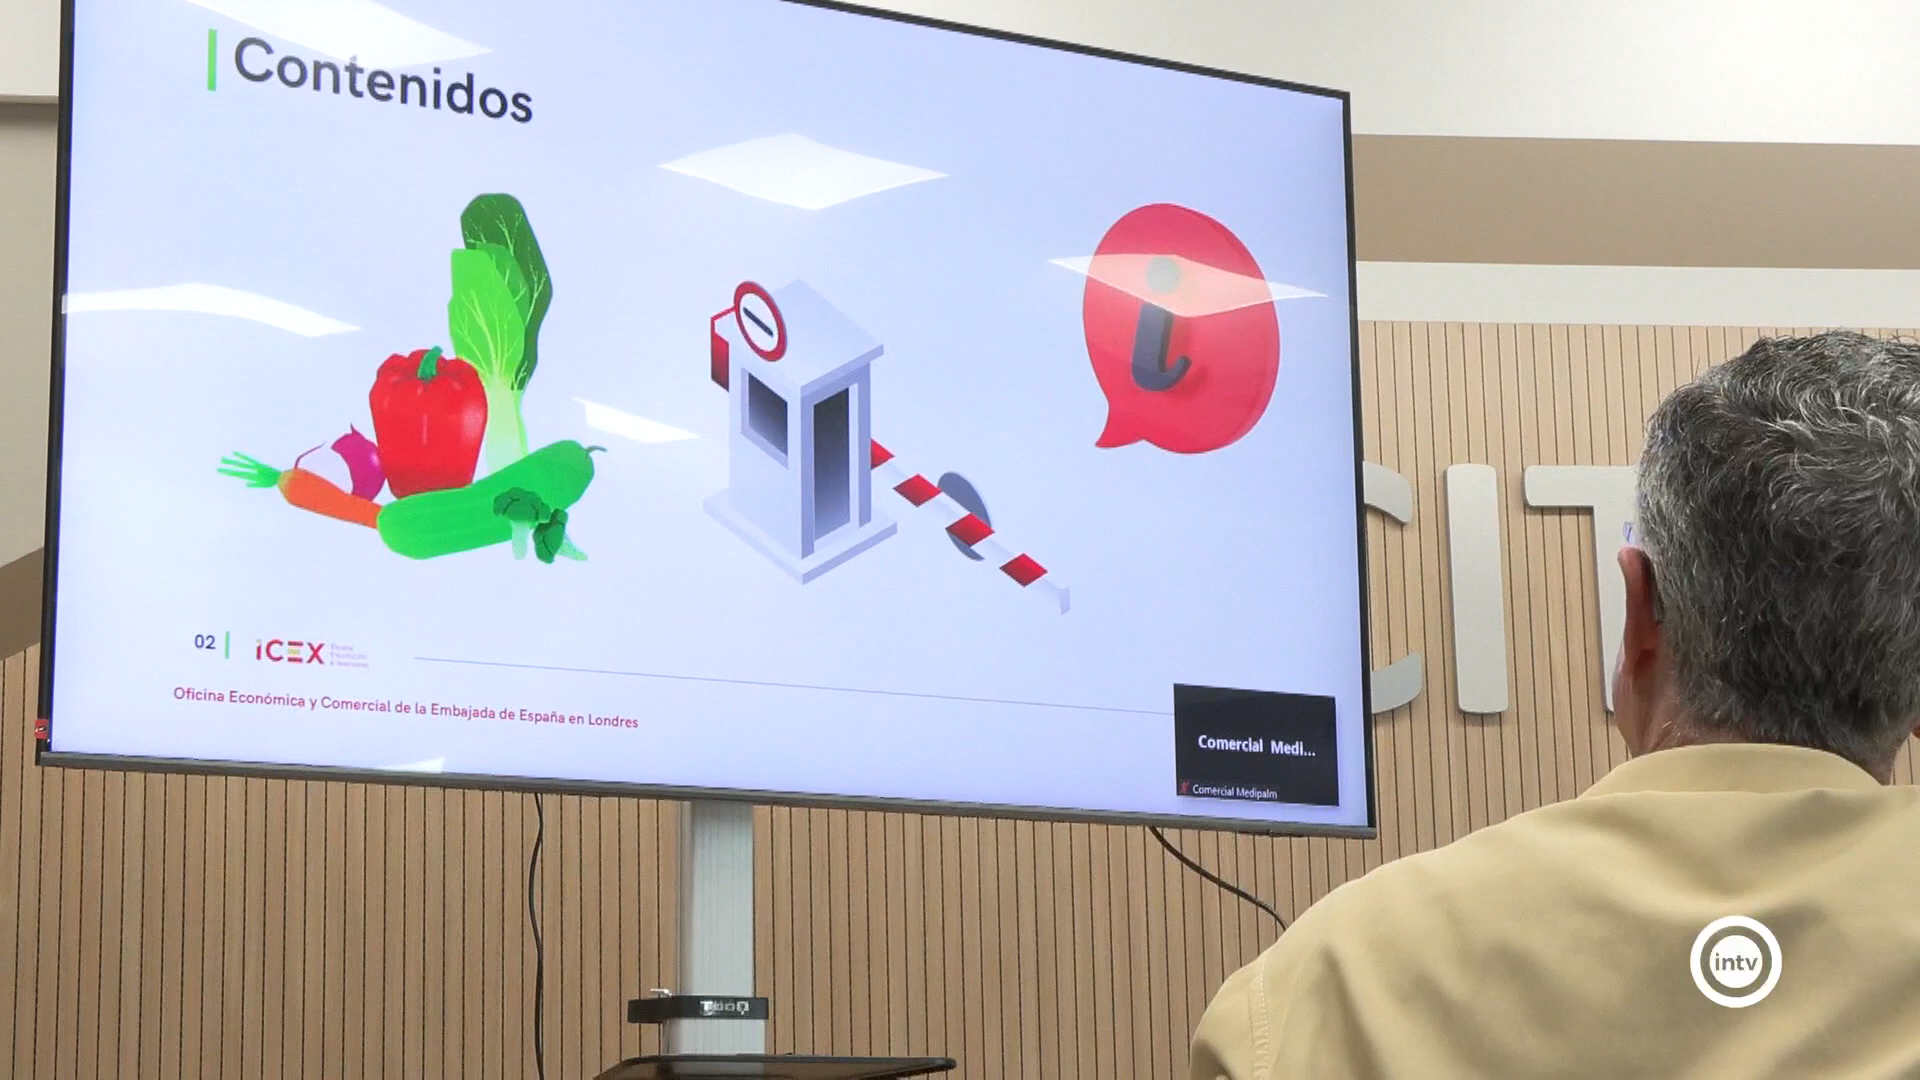 Contenidos
02
icex
Oficina Económica y Comercial de la Embajada de España en Londres
Comercial Medi...
Comercial Medipalm
CIT
intv